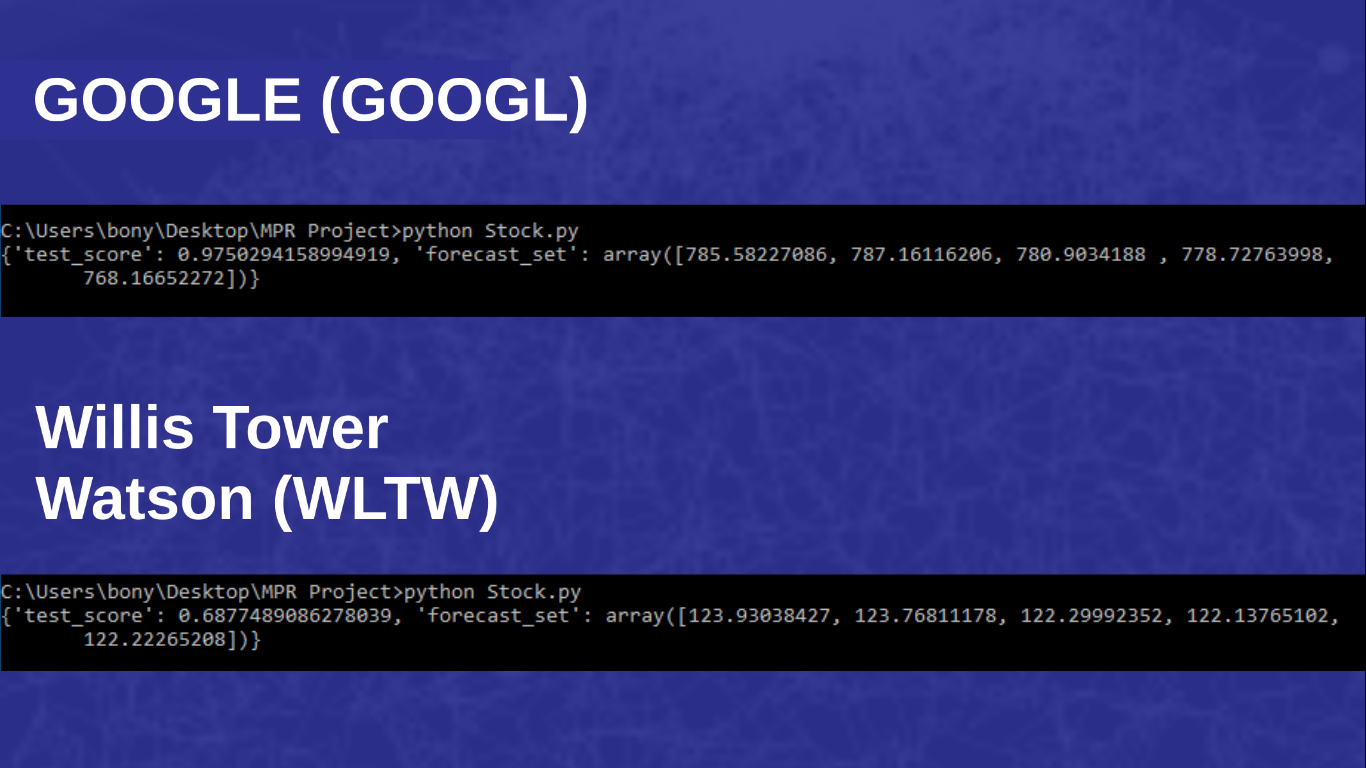 GOOGLE (GOOGL)
C:\Users\bony\Desktop\MPR Project>python Stock.py
{'test_score': 0.9750294158994919, 'forecast_set': array([785.58227086, 787.16116206, 780.9034188 , 778.72763998,
768.16652272])}
Willis Tower
Watson (WLTW)
C:\Users\bony\Desktop\MPR Project>python Stock.py
{'test_score': 0.6877489086278039, 'forecast_set': array([123.93038427, 123.76811178, 122.29992352, 122.13765102,
122.22265208])}